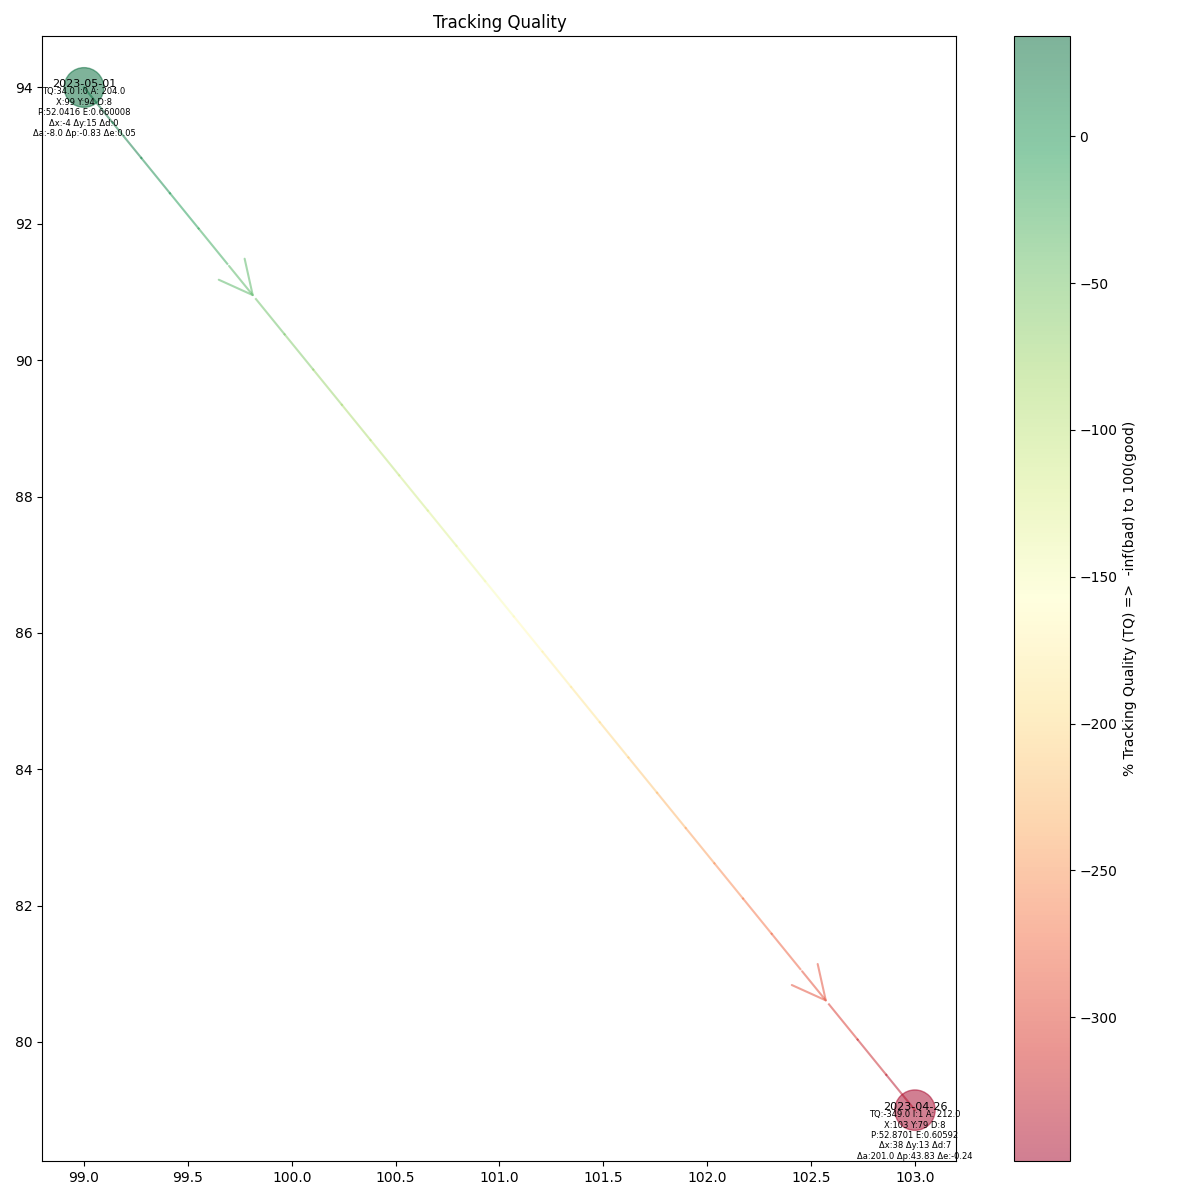 Tracking Quality
94
92
90
88
86
84
82
80
2023-05-01
TQ:34.0 I:0 A: 204.0
X:99 Y:94 D:8
P:52.0416 E:0.660008
Δx:-4 Δy:15 Δd:0
Δa:-8.0 Δp:-0.83 Δe:0.05
2023-04-26
TQ:-349.0 I:1 A: 212.0
X:103 Y:79 D:8
P:52.8701 E:0.60592
Δx:38 Δy:13 Δd:7
Δa:201.0 Δp:43.83 Δe:-0.24
99.0 99.5 100.0 100.5 101.0 101.5 102.0 102.5 103.0
0
−50
−100
−150
−200
−250
−300
% Tracking Quality (TQ) => -inf(bad) to 100(good)